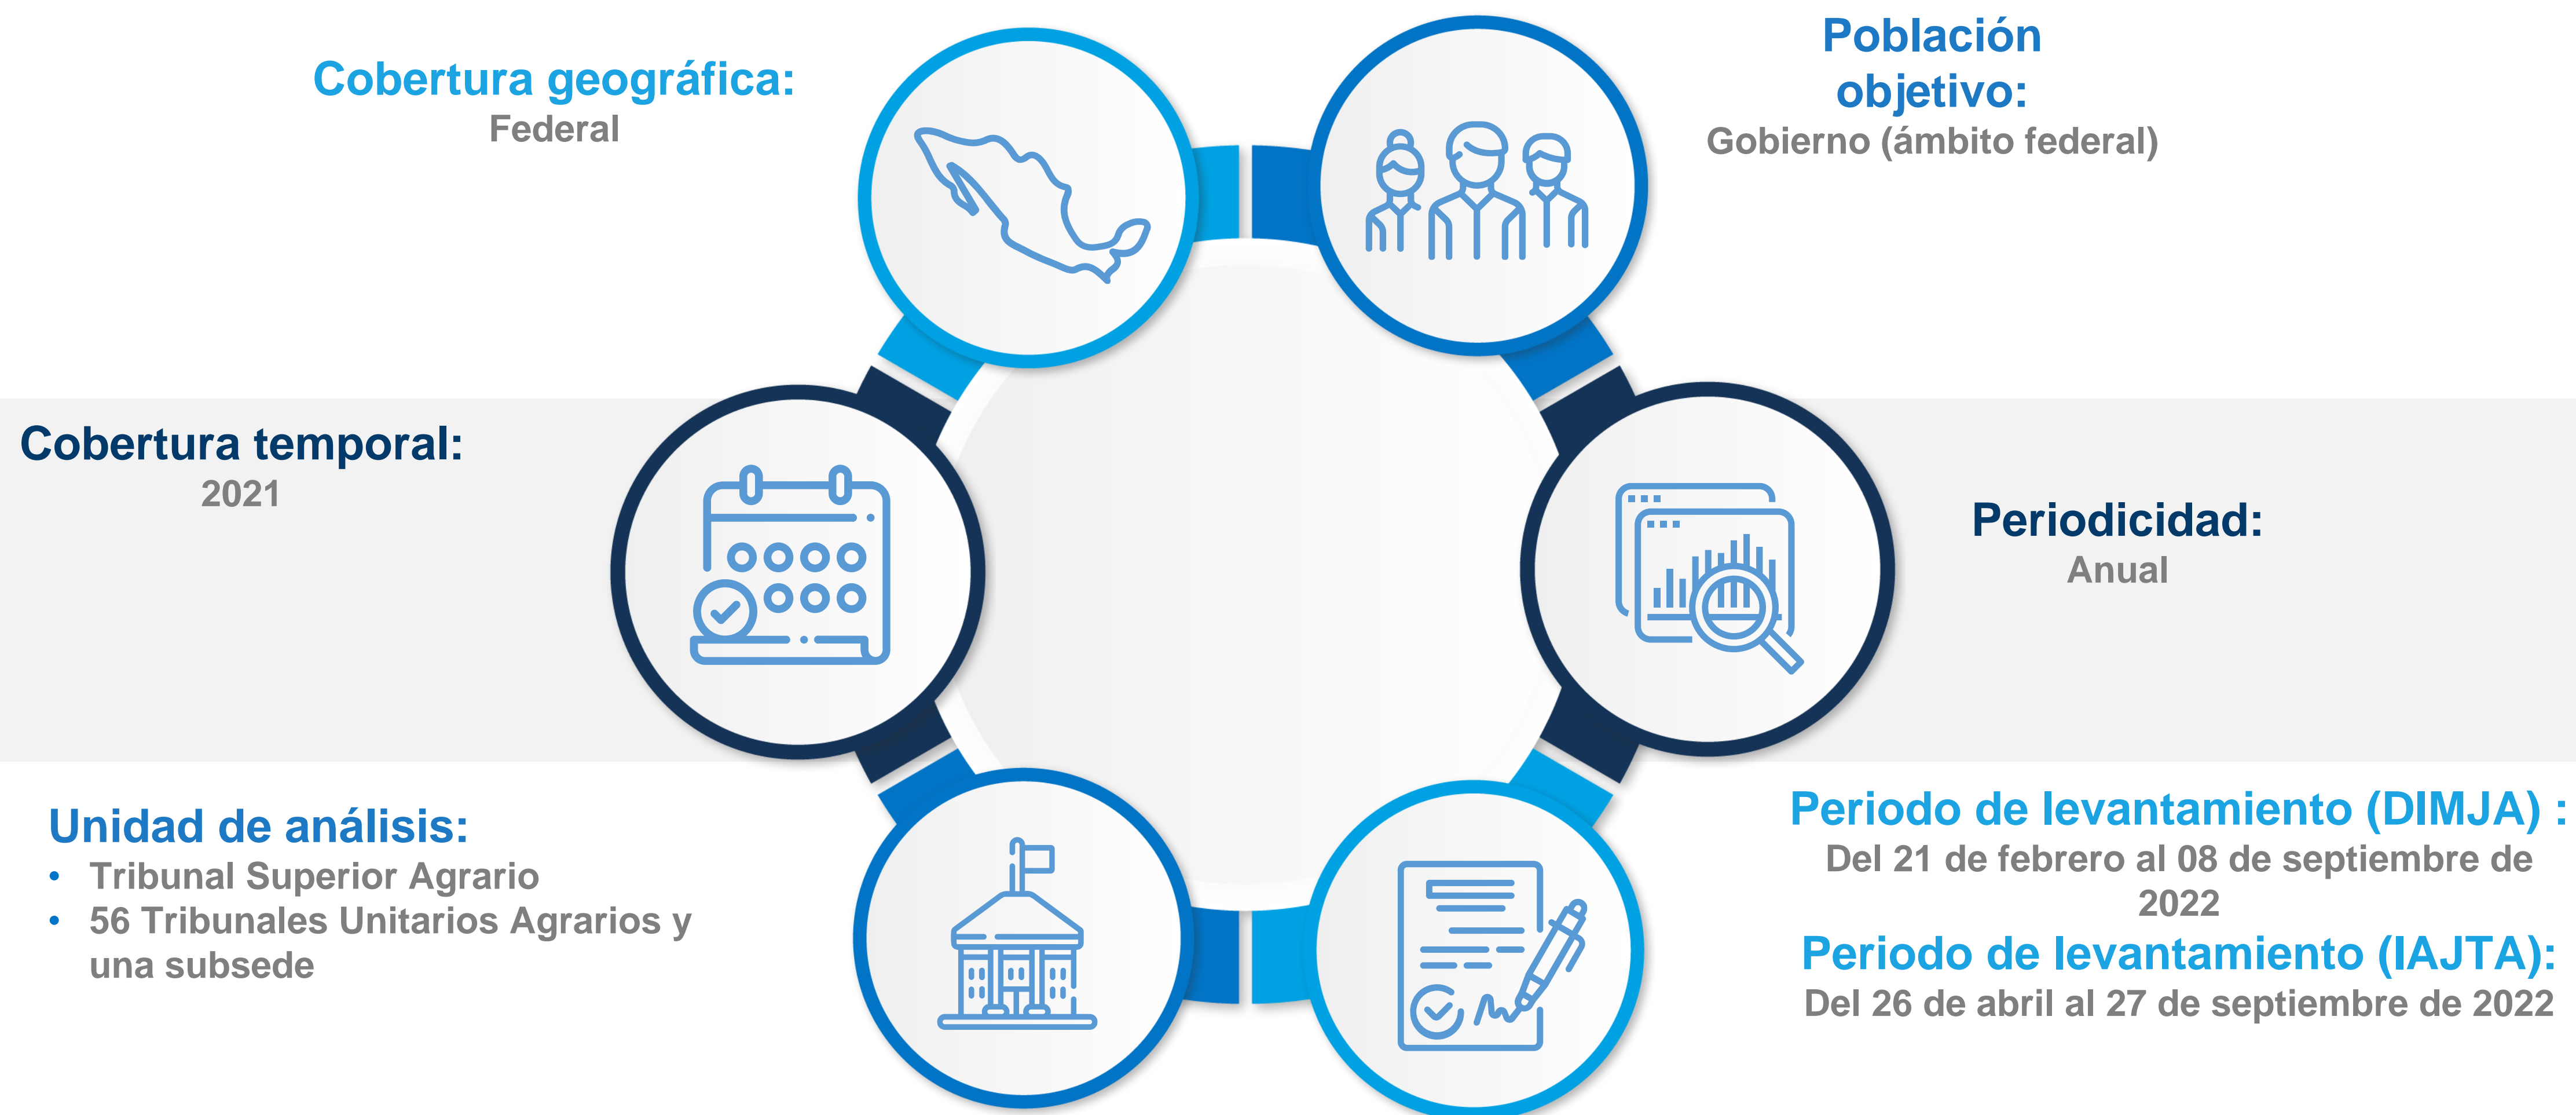 Cobertura geográfica:
Federal
Población
objetivo:
Gobierno (ámbito federal)
Cobertura temporal:
2021
Periodicidad:
Anual
Unidad de análisis:
• Tribunal Superior Agrario
• 56 Tribunales Unitarios Agrarios y
una subsede
Periodo de levantamiento (DIMJA) :
Del 21 de febrero al 08 de septiembre de
2022
Periodo de levantamiento (IAJTA):
Del 26 de abril al 27 de septiembre de 2022